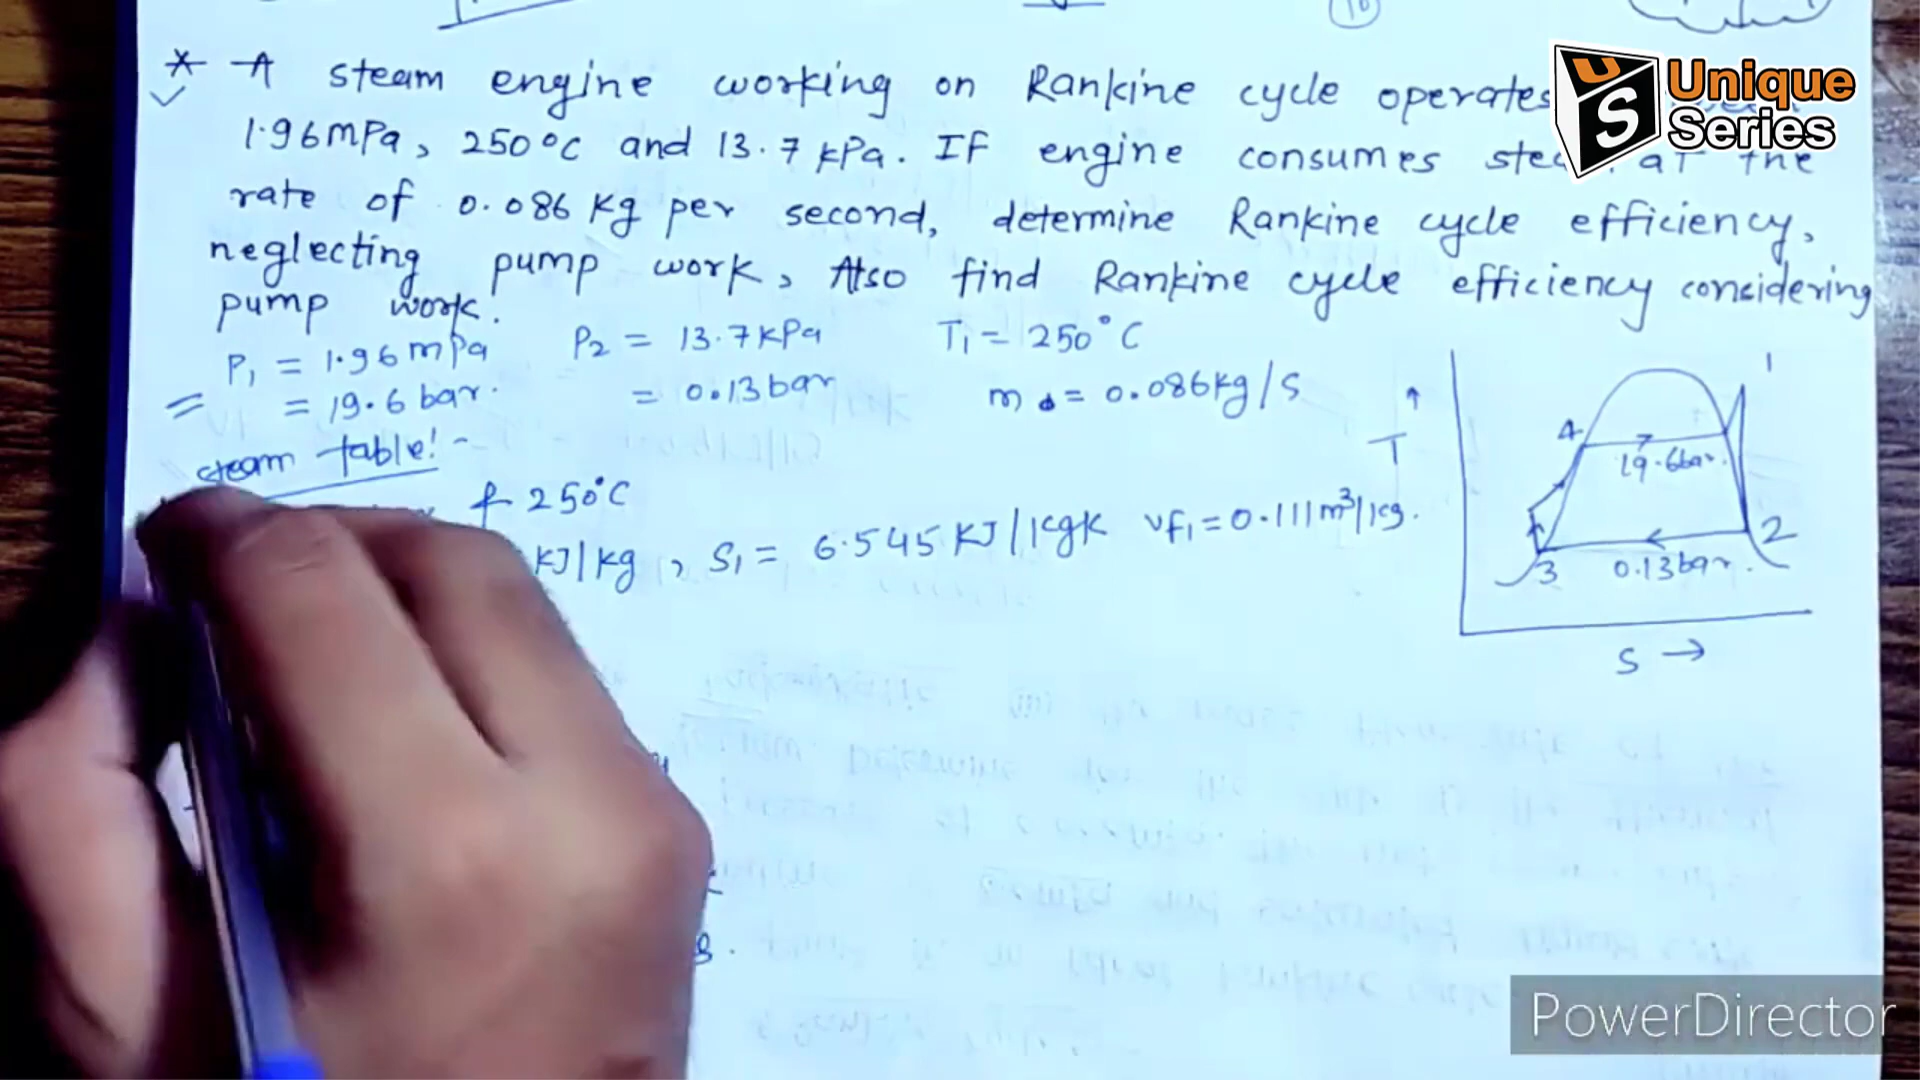 * A steam engine working on Rankine cycle operates
1.96 mPa, 250°C and 13.7 kPa. If engine consumes at the
rate of 0.086 kg per second, determine Rankine cycle efficiency,
neglecting pump work, Also find Rankine cycle efficiency considering
pump work.
P1 = 1.96 mPa P2 = 13.7 kPa T1 = 250°C
= 19.6 bar. = 0.13 bar m = 0.086 kg/s
steam table! -
& 250°C
KJ/kg, S1 = 6.545 KJ/kgK vf1 = 0.111 m³/kg.
T ↑
1
4
19.6 bar.
2
3
0.13 bar.
S →
8.
US
Unique
Series
PowerDirector